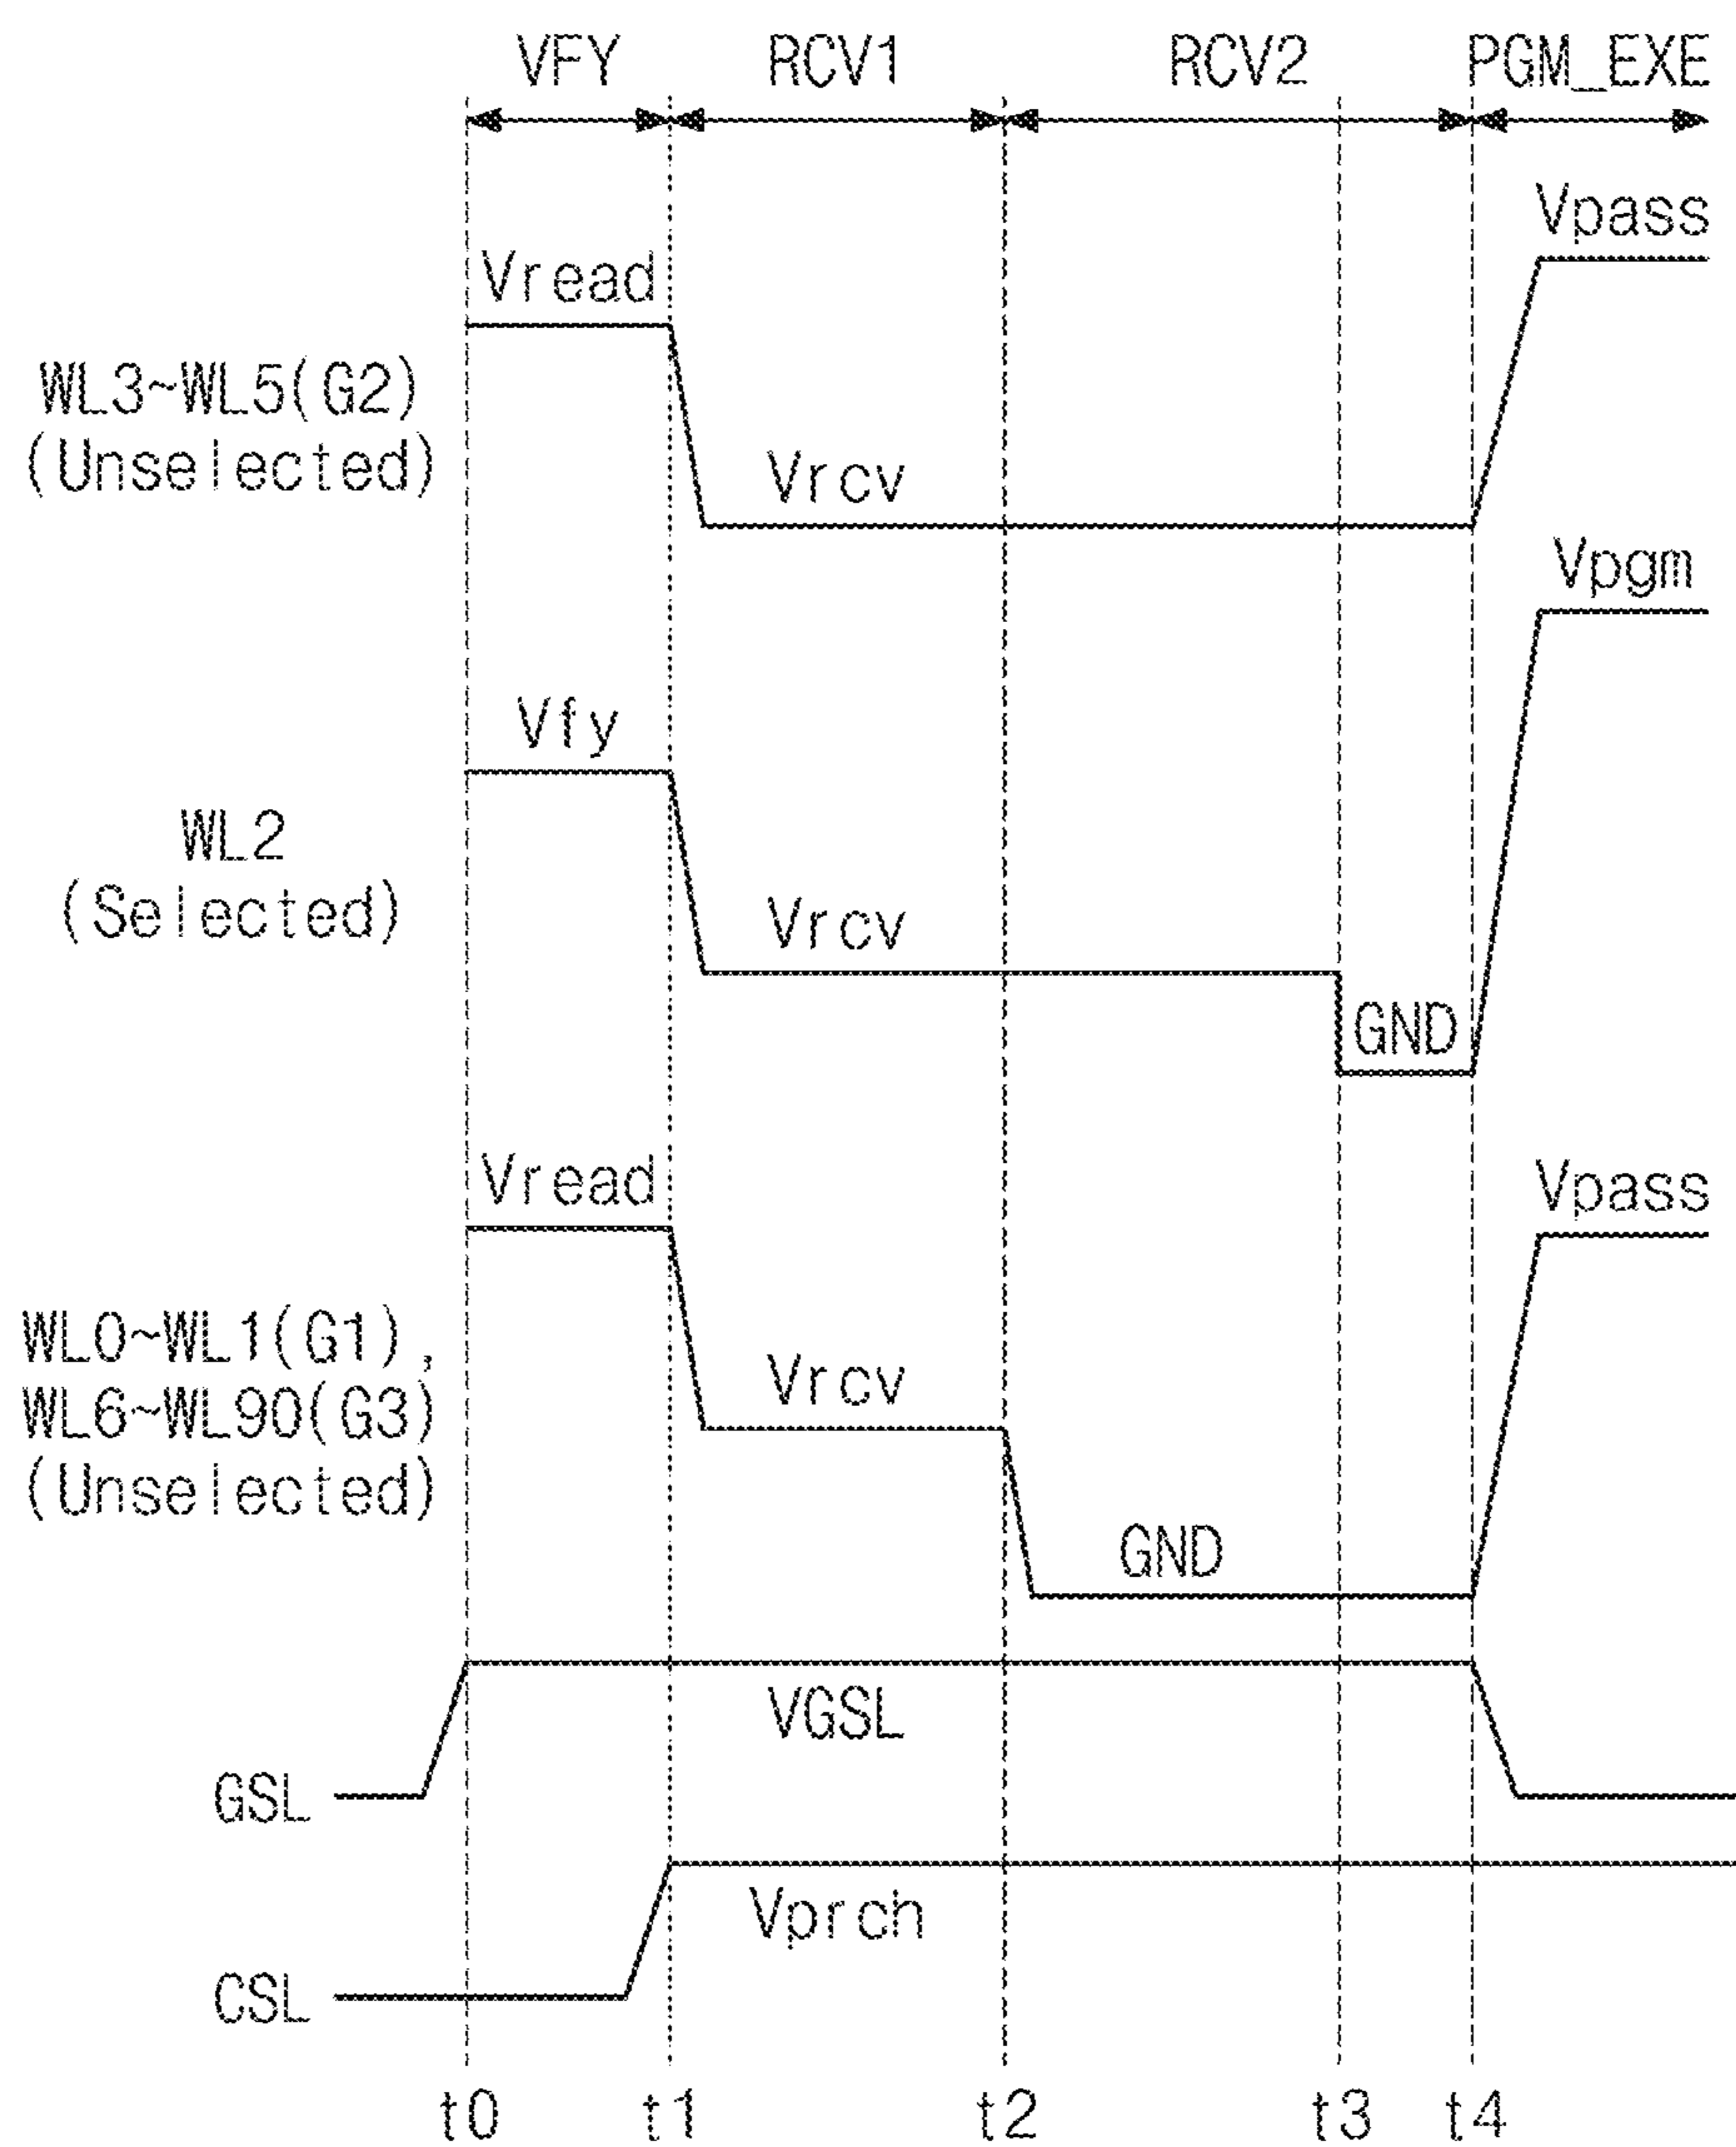 VFY RCV1 RCV2 PGM_EXE
Vpass
Vread
WL3~WL5(G2)
(Unselected)
Vrcv
Vpgm
Vfy
WL2
(Selected)
Vrcv
GND
Vread
Vpass
WL0~WL1(G1),
WL6~WL90(G3)
(Unselected)
Vrcv
GND
VGSL
GSL
Vprch
CSL
t0 t1 t2 t3 t4